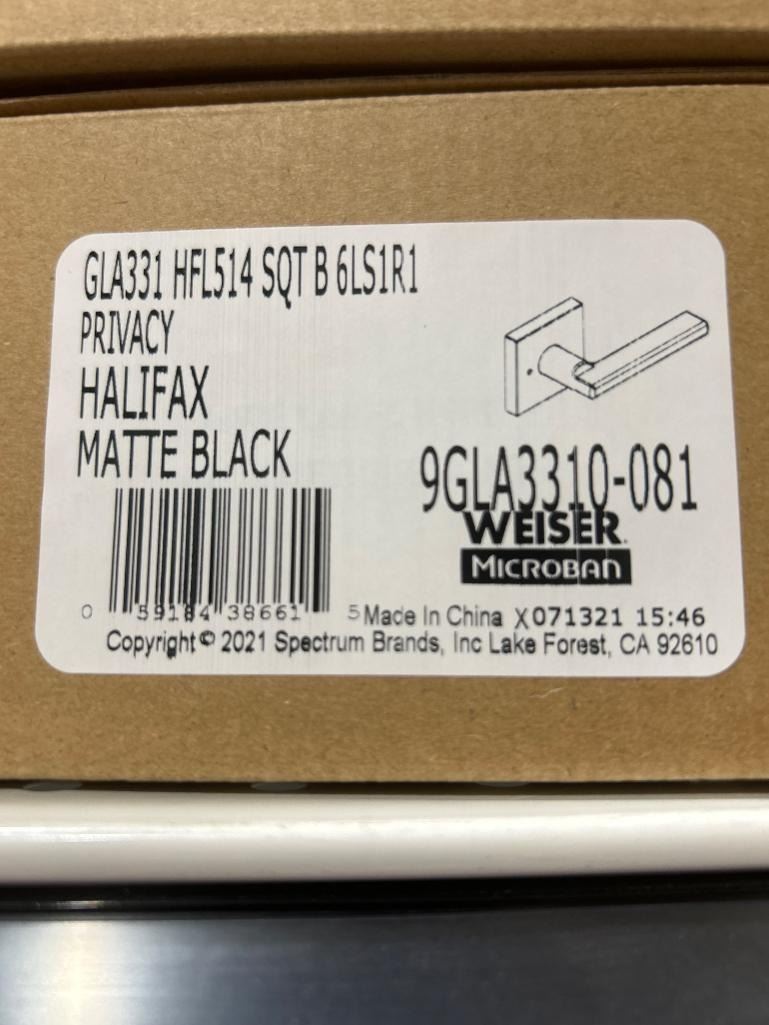 GLA331 HFL514 SQT B 6LS1R1
PRIVACY
HALIFAX
MATTE BLACK
9GLA3310-081
WEISER.
MICROBAN
0 59184 38661 5 Made In China X071321 15:46
Copyright © 2021 Spectrum Brands, Inc Lake Forest, CA 92610